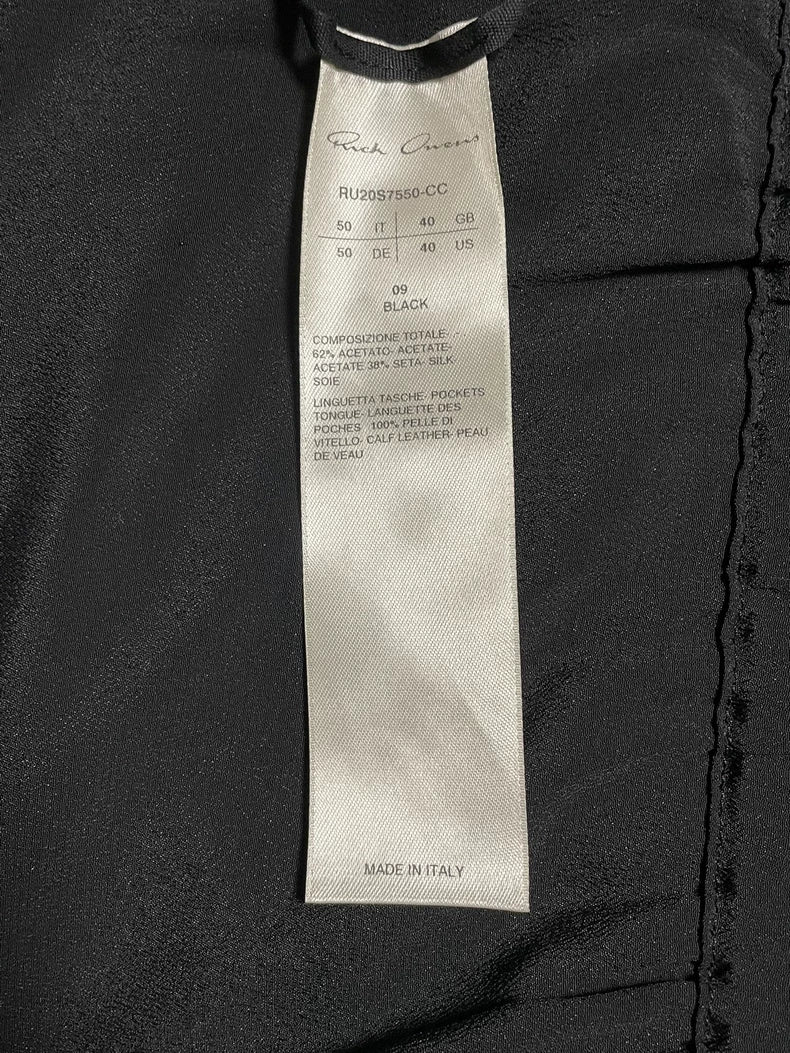 Rick Owens
RU20S7550-CC
50 IT 40 GB
50 DE 40 US
09
BLACK
COMPOSIZIONE TOTALE- -
62% ACETATO- ACETATE-
ACETATE 38% SETA- SILK-
SOIE
LINGUETTA TASCHE- POCKETS
TONGUE- LANGUETTE DES
POCHES 100% PELLE DI
VITELLO- CALF LEATHER- PEAU
DE VEAU
MADE IN ITALY